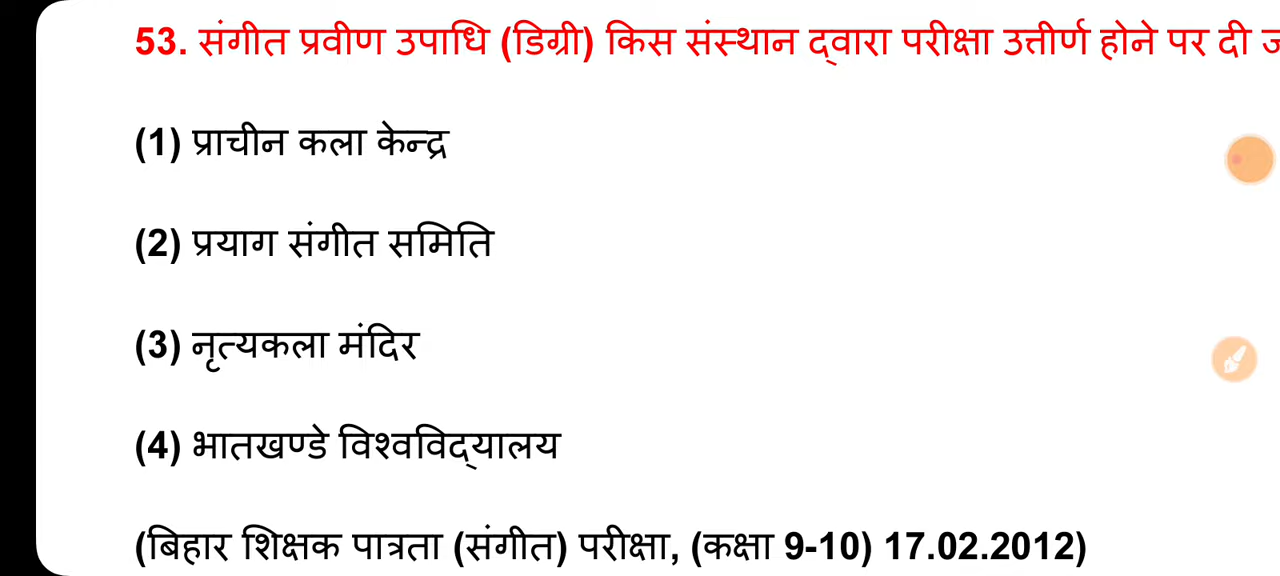 53. संगीत प्रवीण उपाधि (डिग्री) किस संस्थान द्वारा परीक्षा उत्तीर्ण होने पर दी
(1) प्राचीन कला केन्द्र
(2) प्रयाग संगीत समिति
(3) नृत्यकला मंदिर
(4) भातखण्डे विश्वविद्यालय
(बिहार शिक्षक पात्रता (संगीत) परीक्षा, (कक्षा 9-10) 17.02.2012)